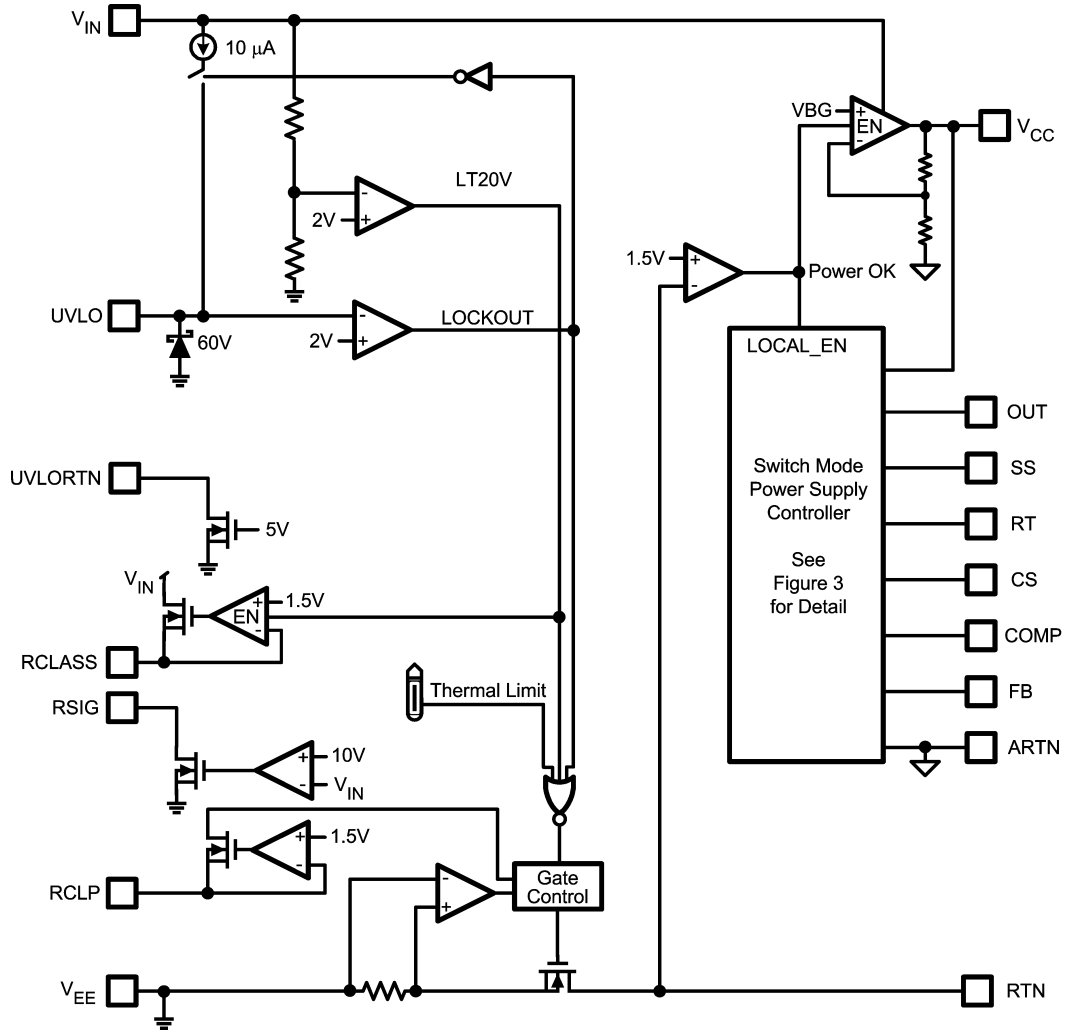 V_IN
10 µA
VBG
+
EN
-
V_CC
LT20V
-
2V
+
1.5V
+
-
Power OK
UVLO
60V
-
2V
+
LOCKOUT
LOCAL_EN
OUT
Switch Mode
Power Supply
Controller
See
Figure 3
for Detail
SS
RT
CS
COMP
FB
ARTN
UVLORTN
5V
V_IN
+
1.5V
EN
-
RCLASS
Thermal Limit
RSIG
+
10V
-
V_IN
+
1.5V
-
RCLP
-
+
Gate
Control
V_EE
RTN